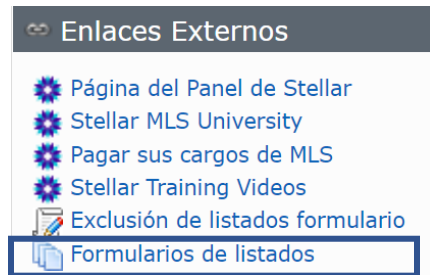 Enlaces Externos
Página del Panel de Stellar
Stellar MLS University
Pagar sus cargos de MLS
Stellar Training Videos
Exclusión de listados formulario
Formularios de listados